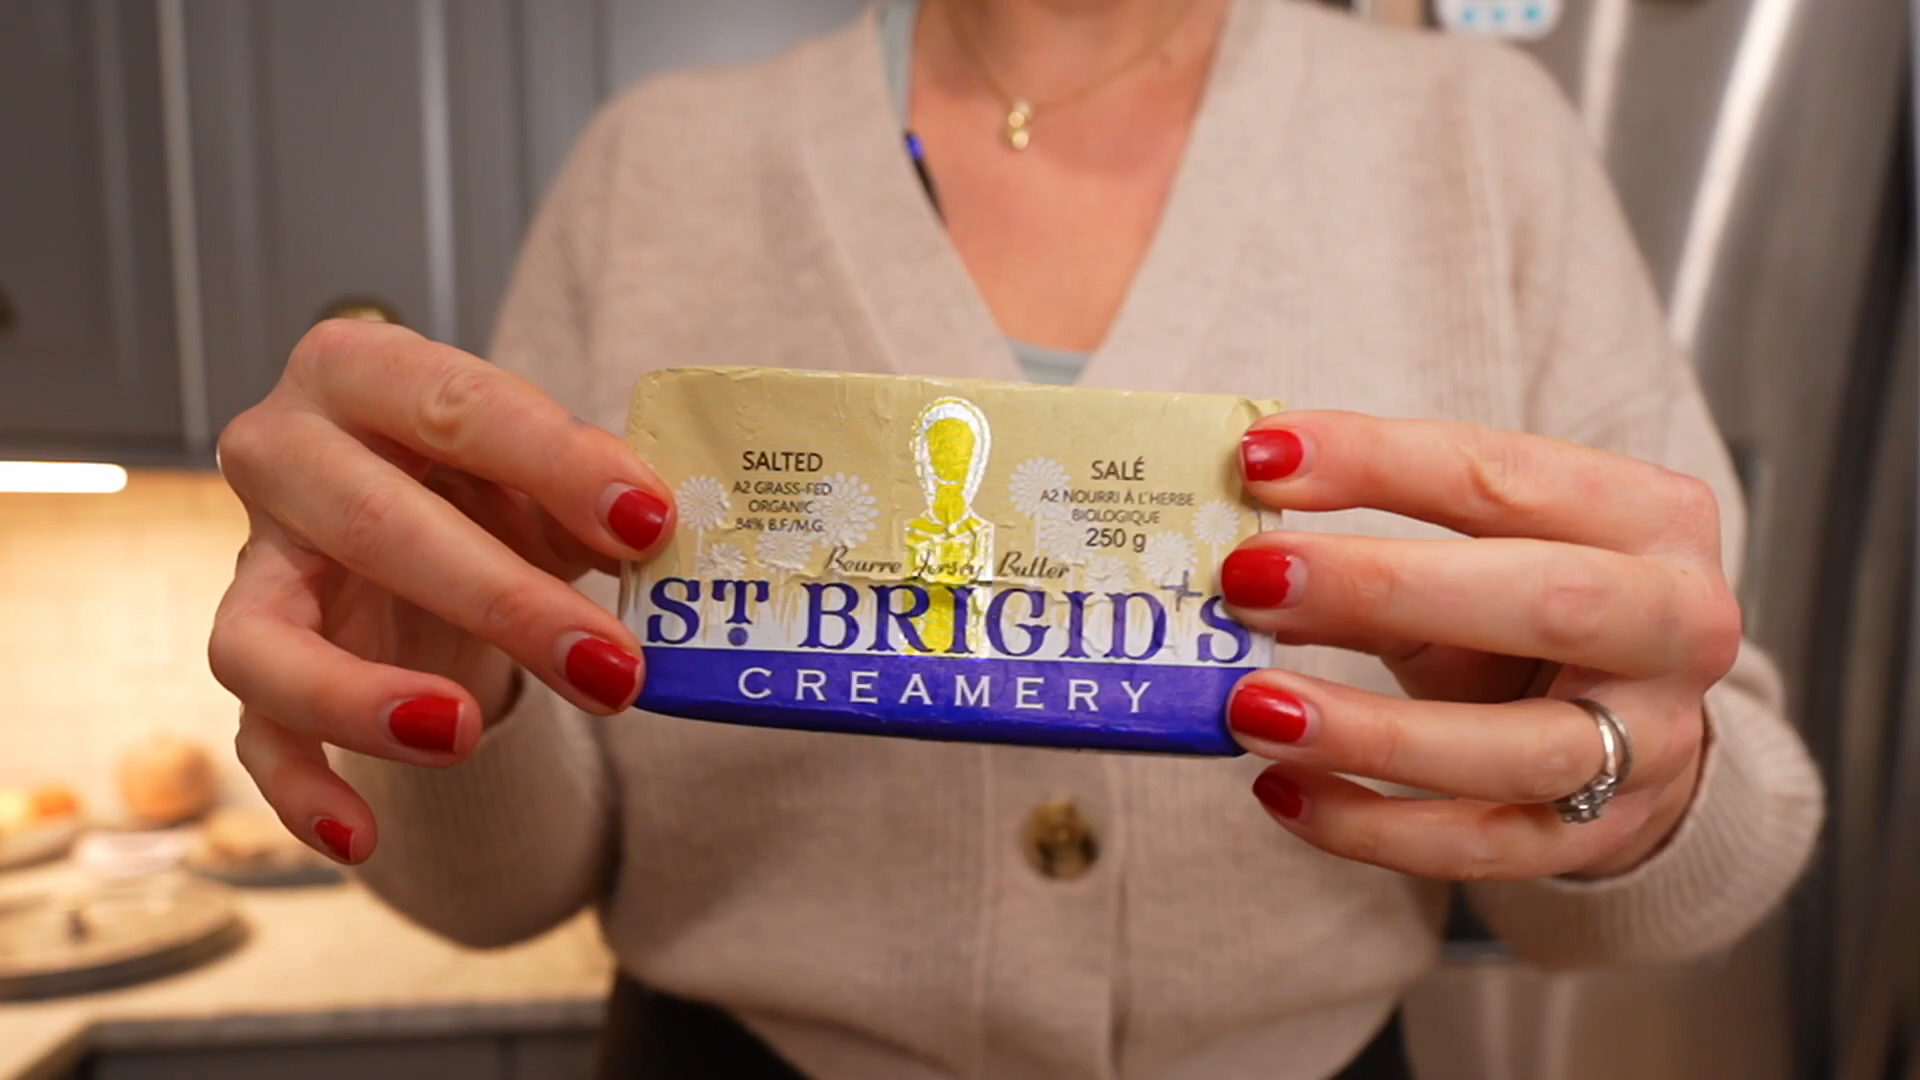 SALTED
A2 GRASS-FED
ORGANIC
84% B.F./M.G.
SALÉ
A2 NOURRI À L'HERBE
BIOLOGIQUE
250 g
Beurre Jersey Butter
ST. BRIGID'S
CREAMERY